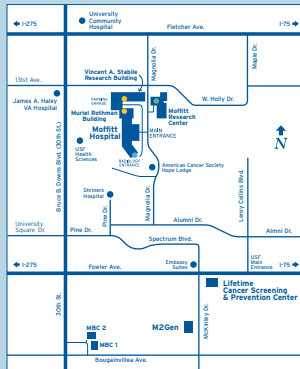 University
Community
Hospital
I-275
I-75
Fletcher Ave.
Magnolia Dr.
Maple Dr.
Vincent A. Stabile
Research Building
131st Ave.
W. Holly Dr.
James A. Haley
VA Hospital
PARKING
GARAGE
Muriel Rothman
Building
Moffitt
Research
Center
Moffitt
Hospital
MAIN
ENTRANCE
N
USF
Health
Sciences
RADIOLOGY
ENTRANCE
American Cancer Society
Hope Lodge
Bruce B. Downs Blvd. (30th St.)
Leroy Collins Blvd.
Shriners
Hospital
Pine Dr.
Magnolia Dr.
University
Square Dr.
Pine Dr.
Alumni Dr.
Almni Dr.
Spectrum Blvd.
I-275
Fowler Ave.
Embassy
Suites
USF
Main
Entrance
I-75
Lifetime
Cancer Screening
& Prevention Center
30th St.
McKinley Dr.
M2Gen
MBC 2
MBC 1
Bougainvillea Ave.